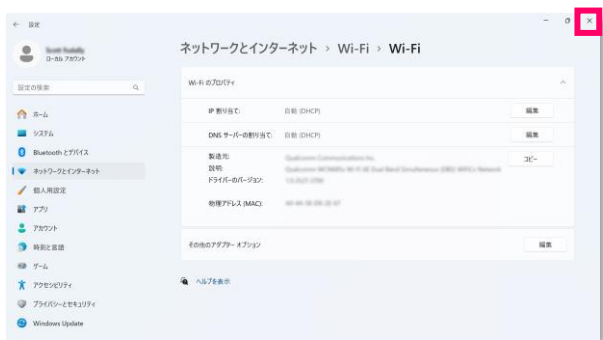 ← 設定
ローカル アカウント
設定の検索
ホーム
システム
Bluetooth とデバイス
ネットワークとインターネット
個人用設定
アプリ
アカウント
時刻と言語
ゲーム
アクセシビリティ
プライバシーとセキュリティ
Windows Update
ネットワークとインターネット › Wi-Fi › Wi-Fi
Wi-Fi のプロパティ
IP 割り当て: 自動 (DHCP) 編集
DNS サーバーの割り当て: 自動 (DHCP) 編集
製造元: コピー
説明:
ドライバーのバージョン:
物理アドレス (MAC):
その他のアダプター オプション 編集
ヘルプを表示